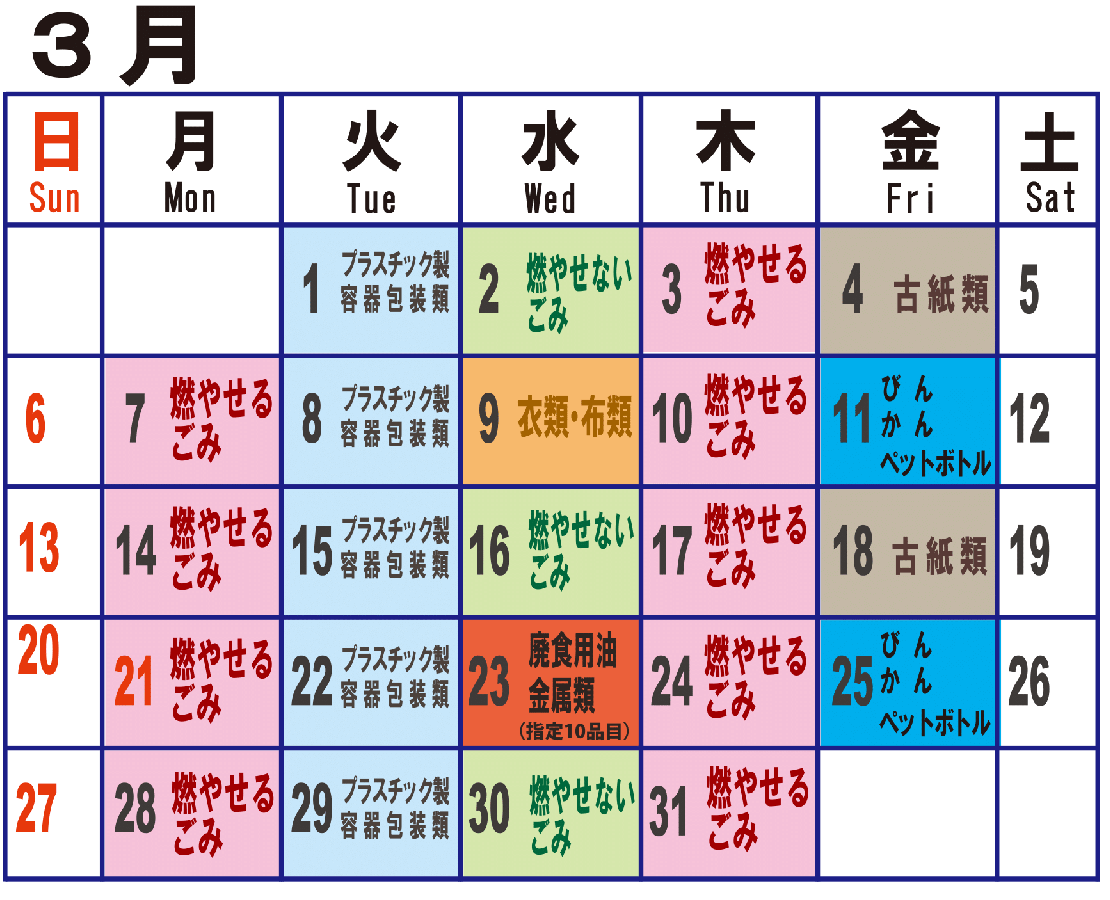 3月
日 月 火 水 木 金 土
Sun Mon Tue Wed Thu Fri Sat
1 プラスチック製
容器包装類
2 燃やせない
ごみ
3 燃やせる
ごみ
4 古紙類
5
6
7 燃やせる
ごみ
8 プラスチック製
容器包装類
9 衣類・布類
10 燃やせる
ごみ
11 びん
かん
ペットボトル
12
13
14 燃やせる
ごみ
15 プラスチック製
容器包装類
16 燃やせない
ごみ
17 燃やせる
ごみ
18 古紙類
19
20
21 燃やせる
ごみ
22 プラスチック製
容器包装類
23 廃食用油
金属類
（指定10品目）
24 燃やせる
ごみ
25 びん
かん
ペットボトル
26
27
28 燃やせる
ごみ
29 プラスチック製
容器包装類
30 燃やせない
ごみ
31 燃やせる
ごみ